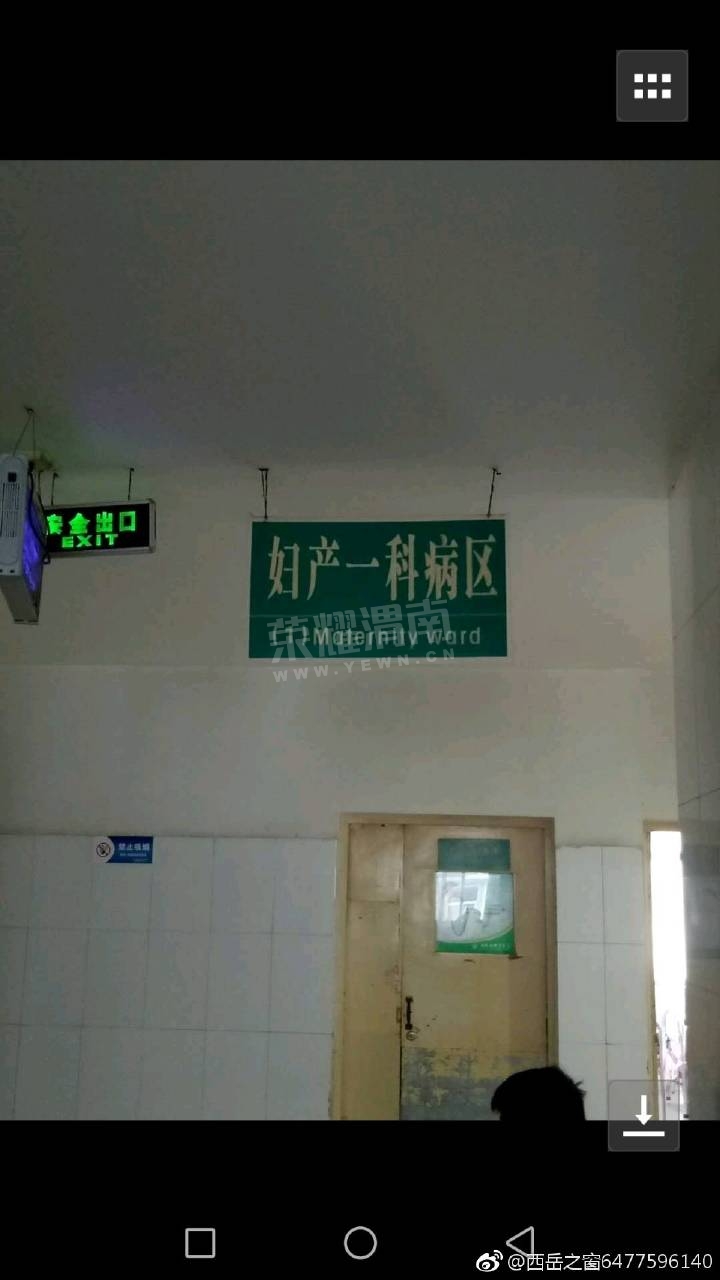 安全出口
EXIT
妇产一科病区
(1)Maternity ward
荣耀渭南
WWW.YEWN.CN
禁止吸烟
@西岳之窗6477596140